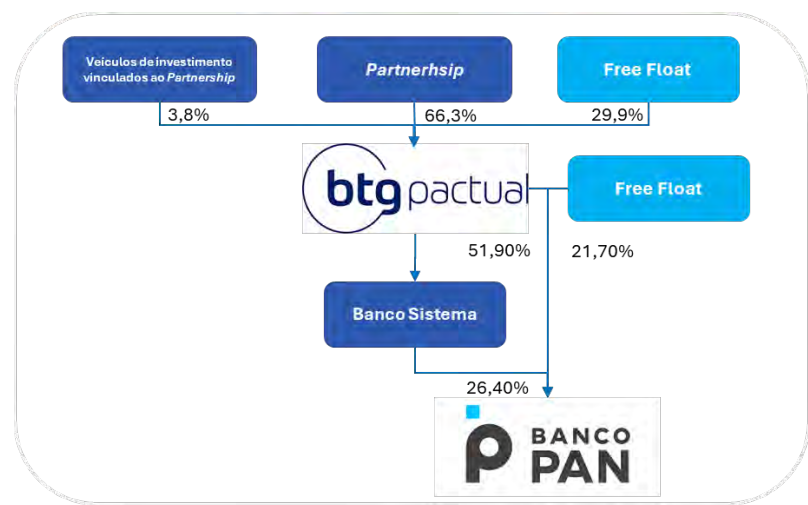 Veículos de investimento
vinculados ao Partnership
Partnerhsip
Free Float
3,8%
66,3%
29,9%
btg pactual
Free Float
51,90%
21,70%
Banco Sistema
26,40%
BANCO
PAN